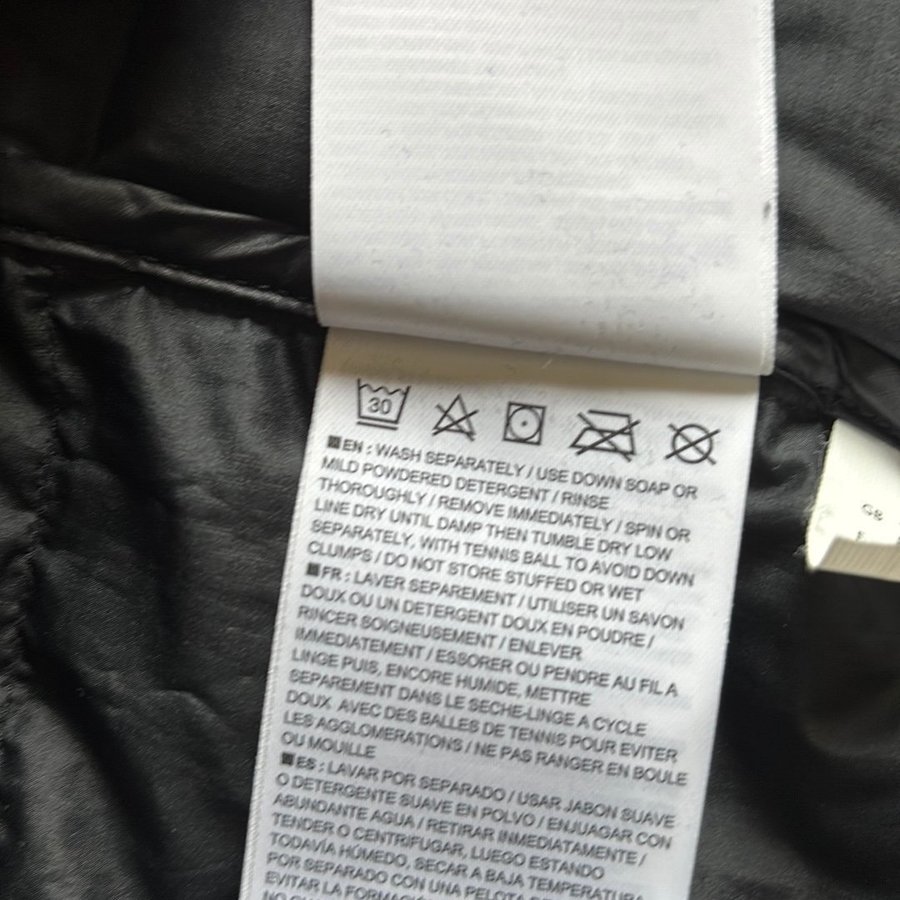 30
■ EN : WASH SEPARATELY / USE DOWN SOAP OR
MILD POWDERED DETERGENT / RINSE
THOROUGHLY / REMOVE IMMEDIATELY / SPIN OR
LINE DRY UNTIL DAMP THEN TUMBLE DRY LOW
SEPARATELY, WITH TENNIS BALL TO AVOID DOWN
CLUMPS / DO NOT STORE STUFFED OR WET
■ FR : LAVER SEPAREMENT / UTILISER UN SAVON
DOUX OU UN DETERGENT DOUX EN POUDRE /
RINCER SOIGNEUSEMENT / ENLEVER
IMMEDIATEMENT / ESSORER OU PENDRE AU FIL A
LINGE PUIS, ENCORE HUMIDE, METTRE
SEPAREMENT DANS LE SECHE-LINGE A CYCLE
DOUX AVEC DES BALLES DE TENNIS POUR EVITER
LES AGGLOMERATIONS / NE PAS RANGER EN BOULE
OU MOUILLE
■ ES : LAVAR POR SEPARADO / USAR JABON SUAVE
O DETERGENTE SUAVE EN POLVO / ENJUAGAR CON
ABUNDANTE AGUA / RETIRAR INMEDIATAMENTE /
TENDER O CENTRIFUGAR, LUEGO ESTANDO
TODAVÍA HÚMEDO, SECAR A BAJA TEMPERATURA
POR SEPARADO CON UNA PELOTA
EVITAR LA
GB